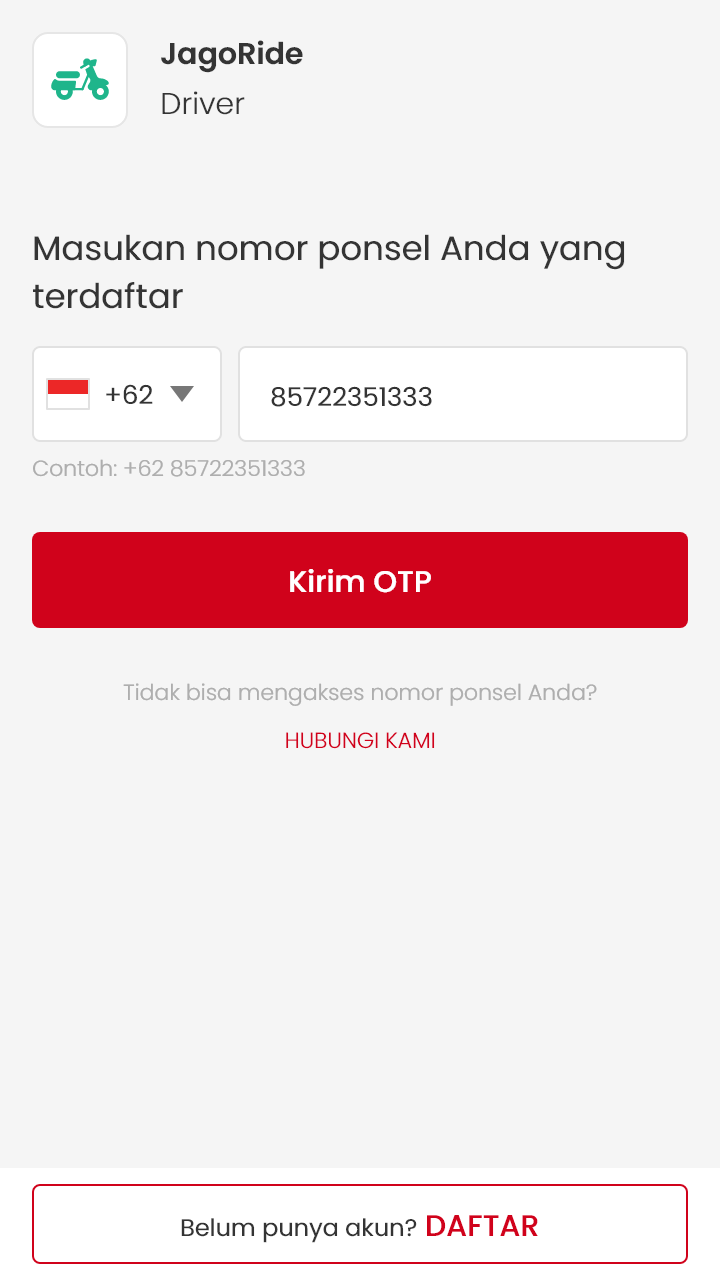 JagoRide
Driver
Masukan nomor ponsel Anda yang
terdaftar
+62
85722351333
Contoh: +62 85722351333
Kirim OTP
Tidak bisa mengakses nomor ponsel Anda?
HUBUNGI KAMI
Belum punya akun? DAFTAR